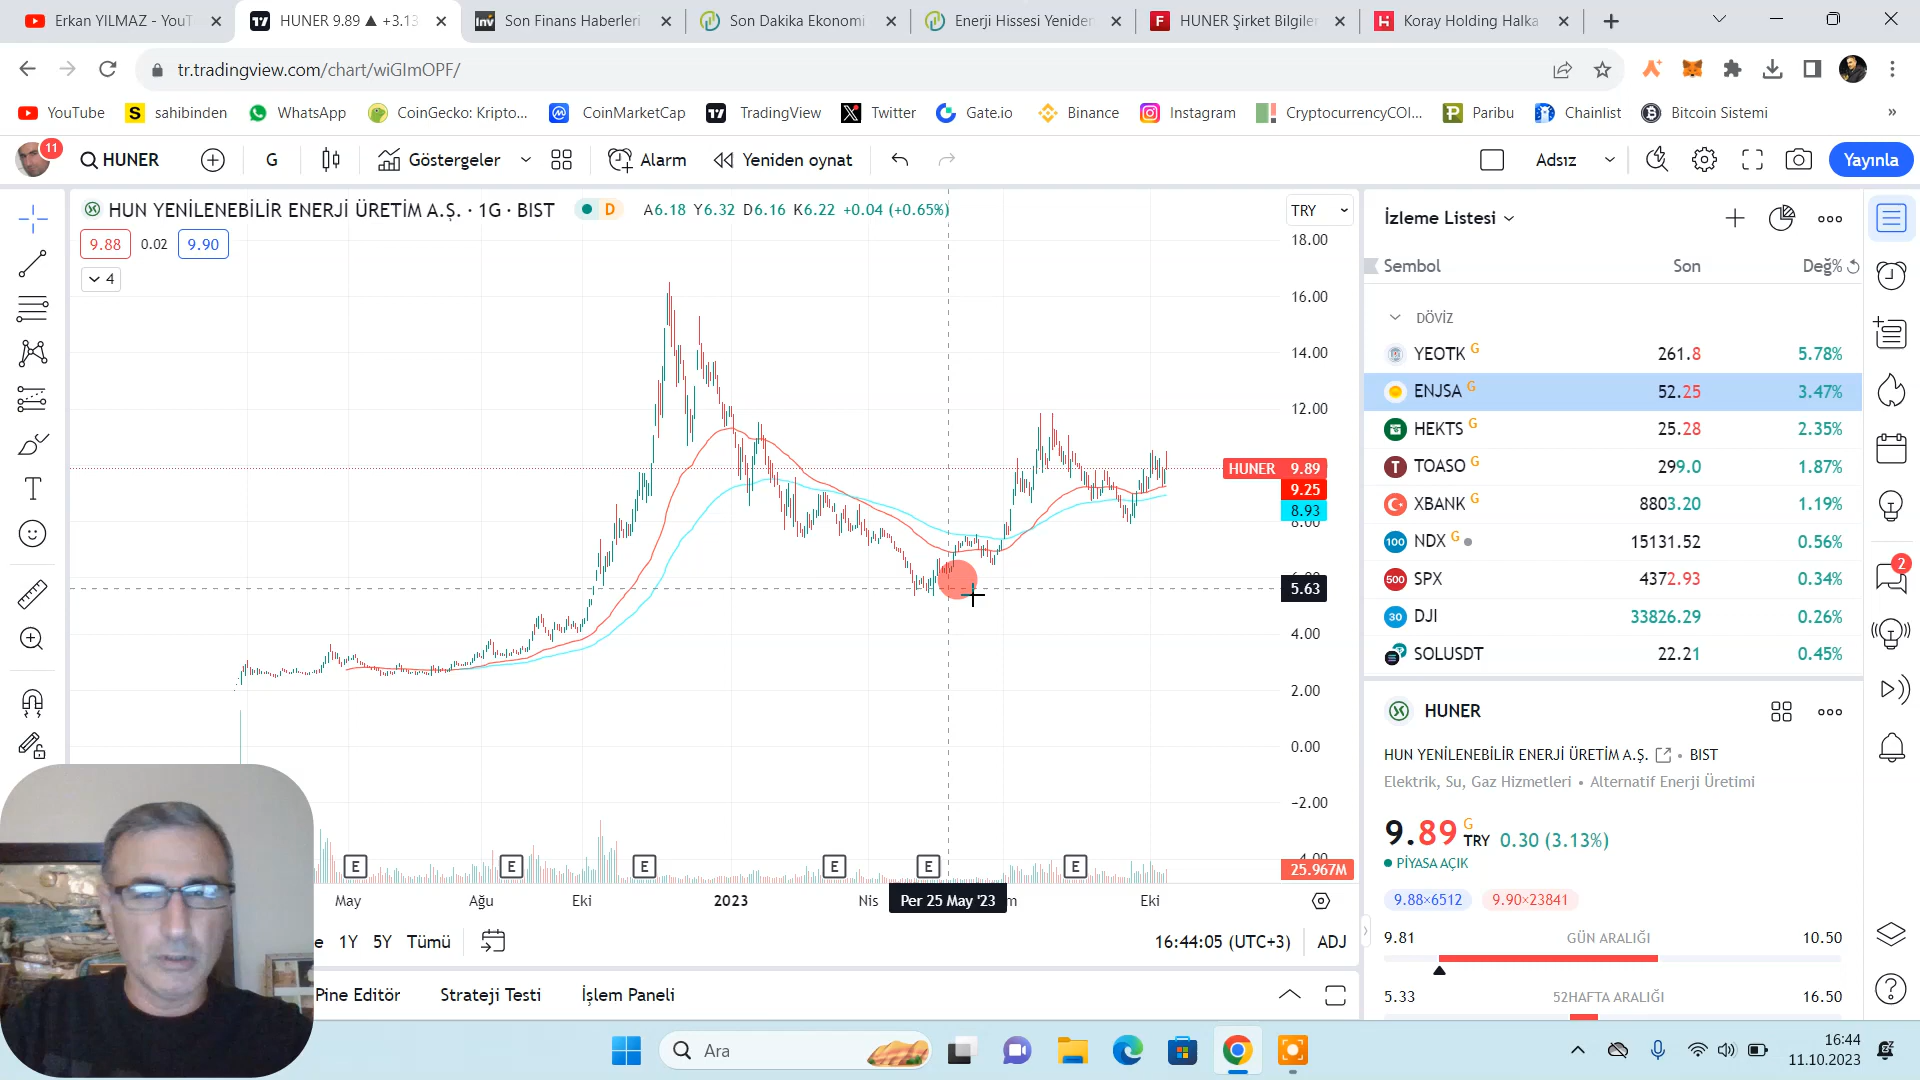 Erkan YILMAZ - YouT
HUNER 9.89 ▲ +3.13
Son Finans Haberleri
Son Dakika Ekonomi
Enerji Hissesi Yeniden
HUNER Şirket Bilgiler
Koray Holding Halka
tr.tradingview.com/chart/wiGImOPF/
YouTube
sahibinden
WhatsApp
CoinGecko: Kripto...
CoinMarketCap
TradingView
Twitter
Gate.io
Binance
Instagram
CryptocurrencyCOI...
Paribu
Chainlist
Bitcoin Sistemi
»
11
HUNER
G
Göstergeler
Alarm
Yeniden oynat
Adsız
Yayınla
HUN YENİLENEBİLİR ENERJİ ÜRETİM A.Ş. · 1G · BIST
D
A6.18 Y6.32 D6.16 K6.22 +0.04 (+0.65%)
9.88 0.02 9.90
4
TRY
18.00
16.00
14.00
12.00
HUNER 9.89
9.25
8.93
8.00
5.63
4.00
2.00
0.00
−2.00
25.967M
E E E E E E
May Ağu Eki 2023 Nis Per 25 May '23 Eki
1Y 5Y Tümü
16:44:05 (UTC+3) ADJ
Pine Editör Strateji Testi İşlem Paneli
İzleme Listesi
Sembol Son Değ%
DÖVİZ
YEOTK G 261.8 5.78%
ENJSA G 52.25 3.47%
HEKTS G 25.28 2.35%
TOASO G 299.0 1.87%
XBANK G 8803.20 1.19%
100 NDX G 15131.52 0.56%
500 SPX 4372.93 0.34%
30 DJI 33826.29 0.26%
SOLUSDT 22.21 0.45%
HUNER
HUN YENİLENEBİLİR ENERJİ ÜRETİM A.Ş. • BIST
Elektrik, Su, Gaz Hizmetleri • Alternatif Enerji Üretimi
9.89 G TRY 0.30 (3.13%)
PİYASA AÇIK
9.88×6512 9.90×23841
9.81 GÜN ARALIĞI 10.50
5.33 52HAFTA ARALIĞI 16.50
2
Ara
16:44
11.10.2023